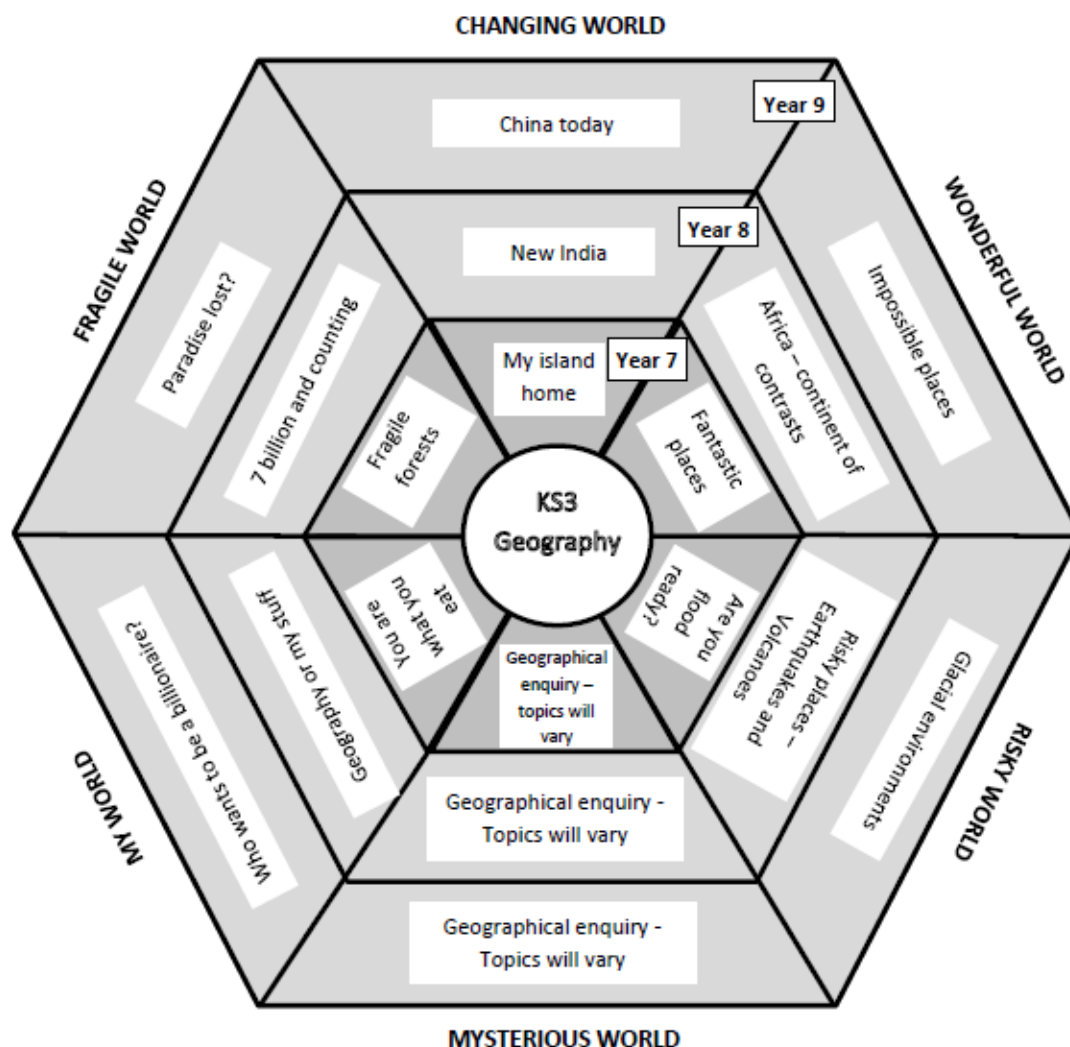 CHANGING WORLD
Year 9
China today
Year 8
New India
Year 7
My island
home
FRAGILE WORLD
Paradise lost?
7 billion and counting
Fragile
forests
WONDERFUL WORLD
Impossible places
Africa – continent of
contrasts
Fantastic
places
KS3
Geography
MY WORLD
Who wants to be a billionaire?
Geography or my stuff
You are
what you
eat
RISKY WORLD
Glacial environments
Risky places –
Earthquakes and
Volcanoes
Are you
flood
ready?
Geographical
enquiry –
topics will
vary
Geographical enquiry -
Topics will vary
Geographical enquiry -
Topics will vary
MYSTERIOUS WORLD